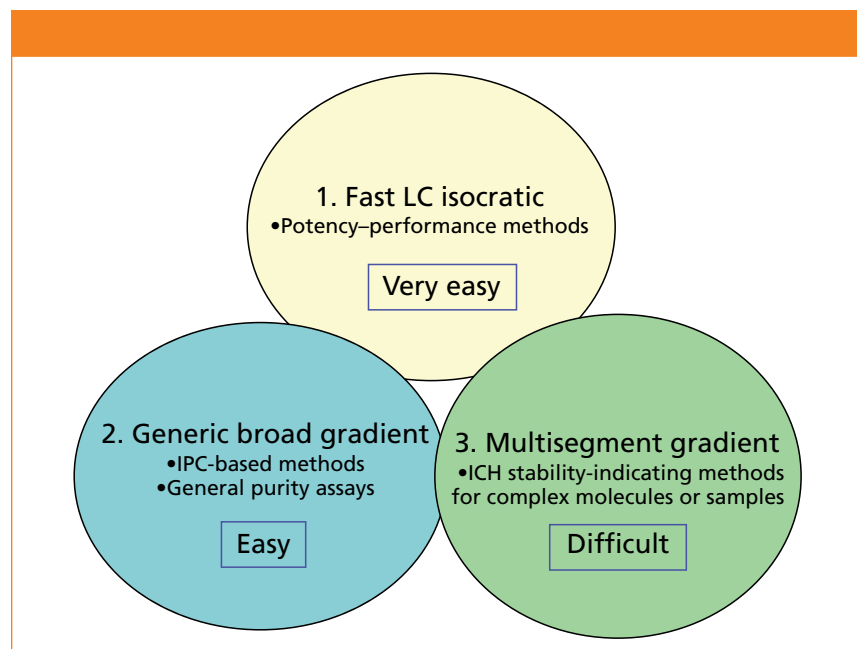 1. Fast LC isocratic
•Potency–performance methods
Very easy
2. Generic broad gradient
•IPC-based methods
•General purity assays
Easy
3. Multisegment gradient
•ICH stability-indicating methods
for complex molecules or samples
Difficult